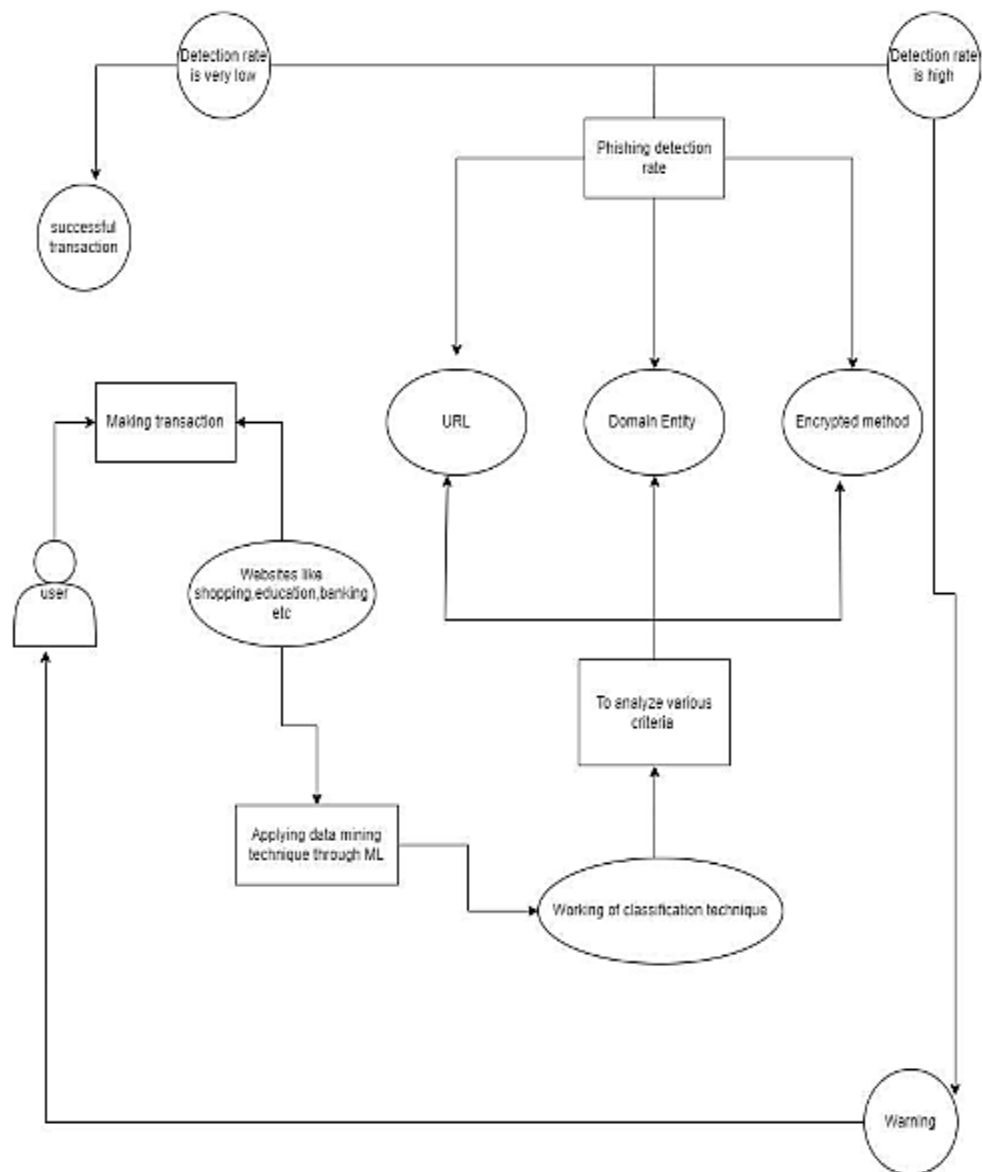 Detection rate
is very low
Detection rate
is high
Phishing detection
rate
successful
transaction
Making transaction
URL
Domain Entity
Encrypted method
user
Websites like
shopping,education,banking
etc
To analyze various
criteria
Applying data mining
technique through ML
Working of classification technique
Warning